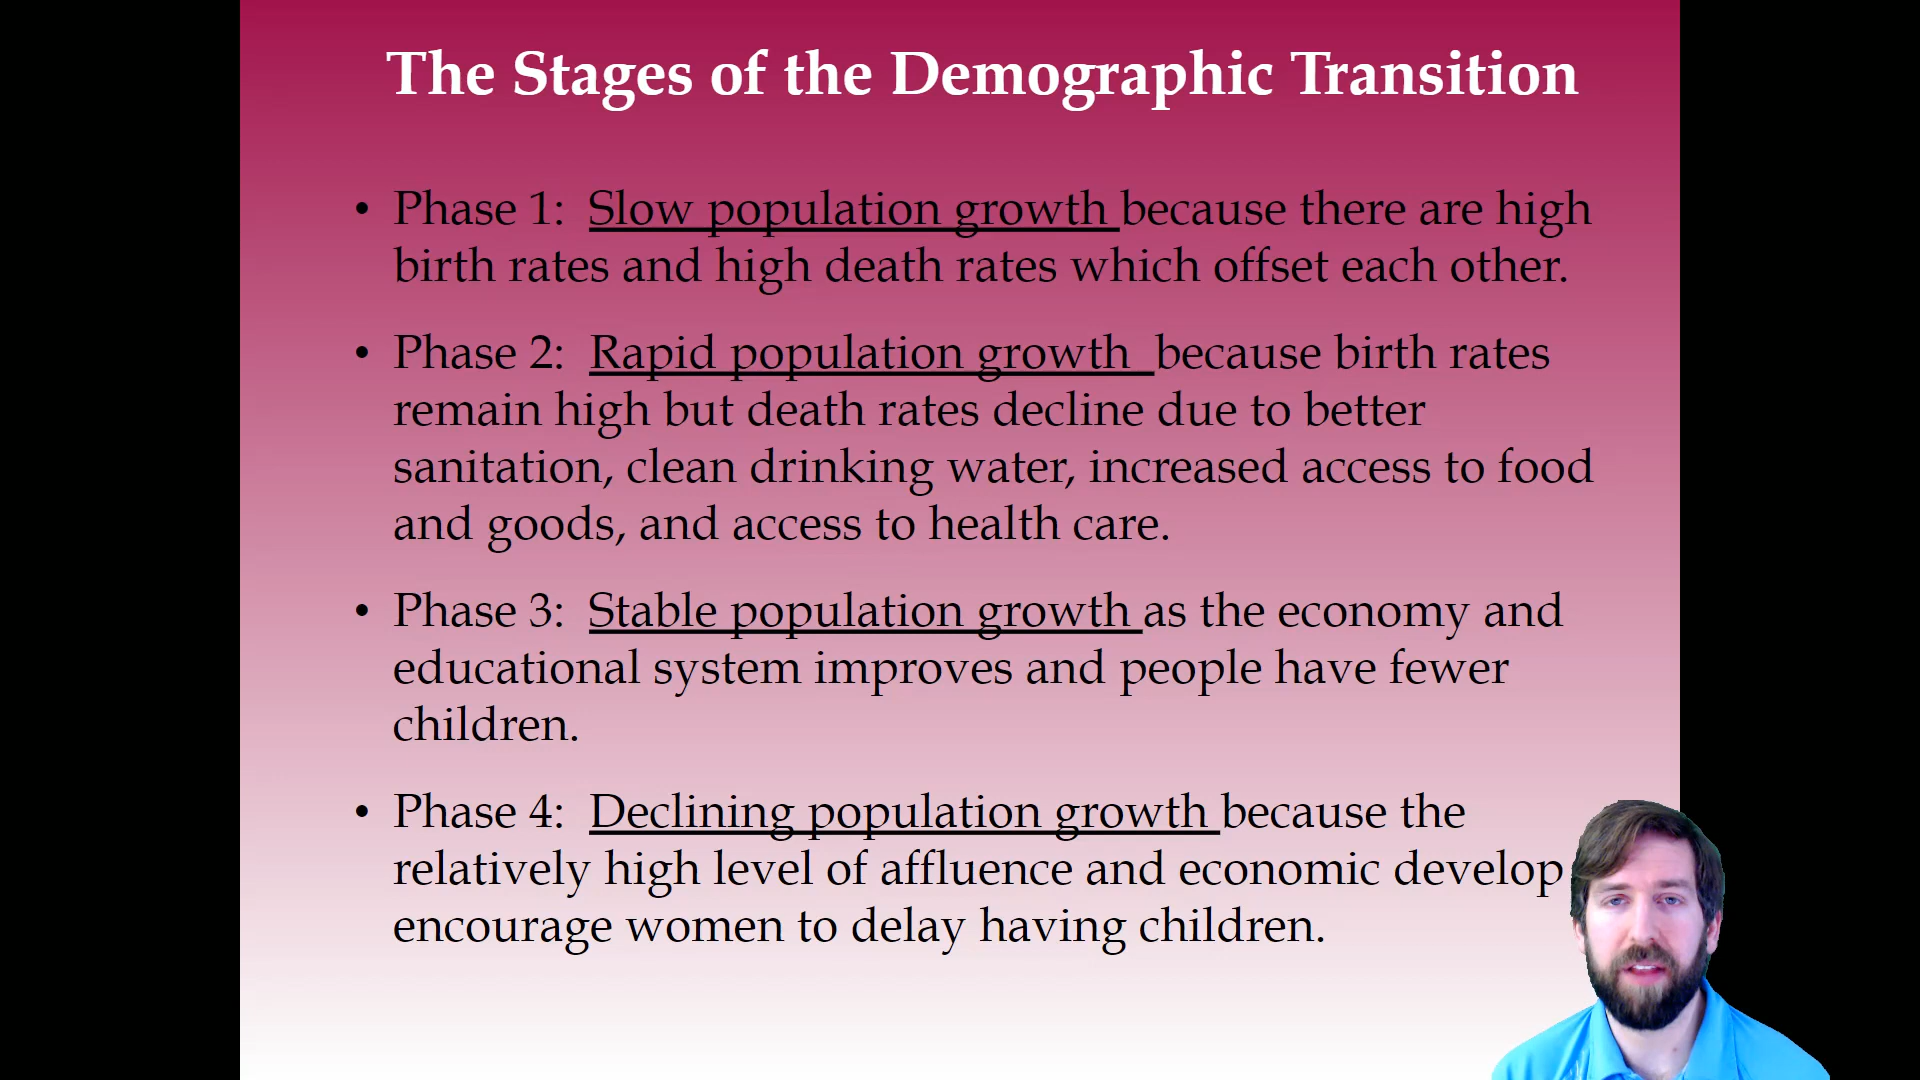 The Stages of the Demographic Transition
• Phase 1: Slow population growth because there are high
birth rates and high death rates which offset each other.
• Phase 2: Rapid population growth because birth rates
remain high but death rates decline due to better
sanitation, clean drinking water, increased access to food
and goods, and access to health care.
• Phase 3: Stable population growth as the economy and
educational system improves and people have fewer
children.
• Phase 4: Declining population growth because the
relatively high level of affluence and economic develop
encourage women to delay having children.